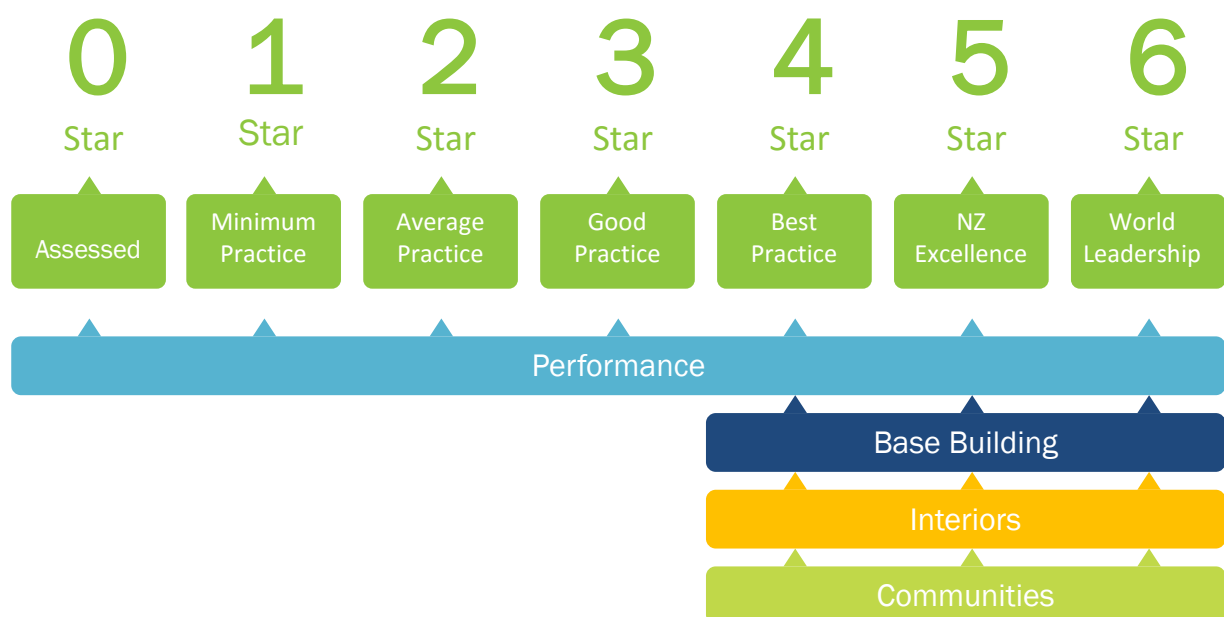 0 1 2 3 4 5 6
Star Star Star Star Star Star Star
Assessed
Minimum
Practice
Average
Practice
Good
Practice
Best
Practice
NZ
Excellence
World
Leadership
Performance
Base Building
Interiors
Communities